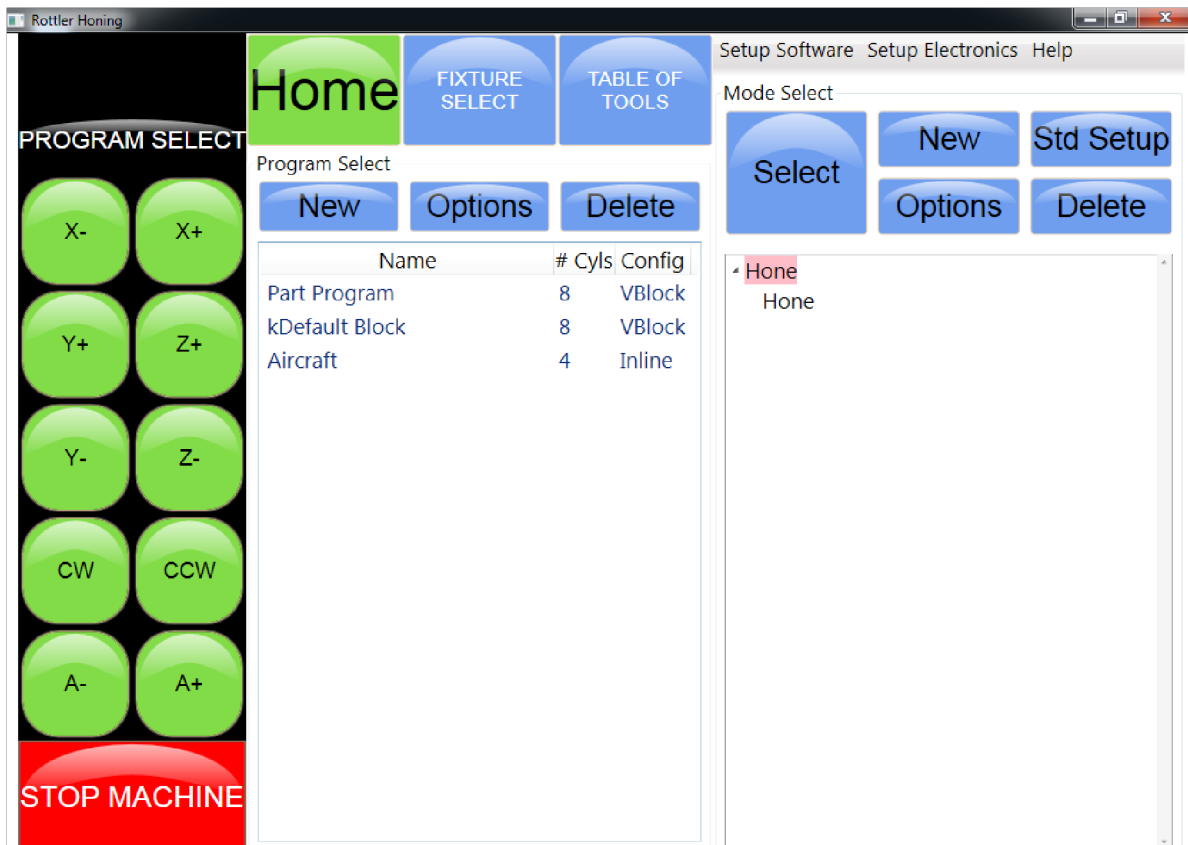 Rottler Honing
PROGRAM SELECT
X-
X+
Y+
Z+
Y-
Z-
CW
CCW
A-
A+
STOP MACHINE
Home
FIXTURE
SELECT
TABLE OF
TOOLS
Program Select
New
Options
Delete
Name # Cyls Config
Part Program 8 VBlock
kDefault Block 8 VBlock
Aircraft 4 Inline
Setup Software Setup Electronics Help
Mode Select
Select
New
Std Setup
Options
Delete
Hone
Hone